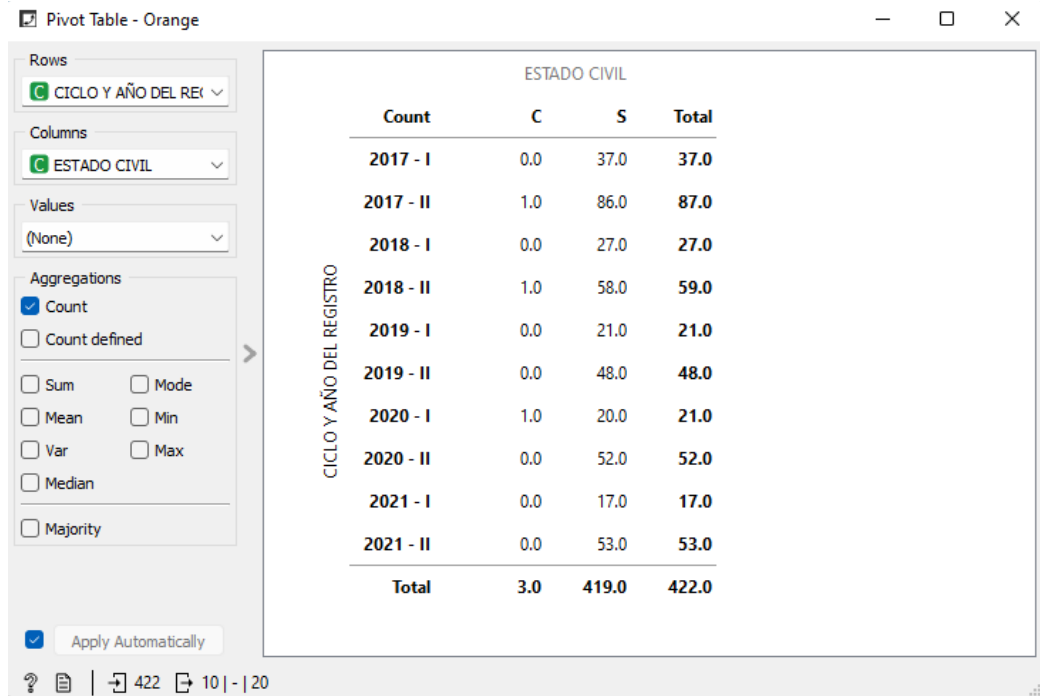 Pivot Table - Orange
Rows
C CICLO Y AÑO DEL REC
Columns
C ESTADO CIVIL
Values
(None)
Aggregations
Count
Count defined
Sum Mode
Mean Min
Var Max
Median
Majority
Apply Automatically
? 422 10 | - | 20
ESTADO CIVIL
CICLO Y AÑO DEL REGISTRO
Count C S Total
2017 - I 0.0 37.0 37.0
2017 - II 1.0 86.0 87.0
2018 - I 0.0 27.0 27.0
2018 - II 1.0 58.0 59.0
2019 - I 0.0 21.0 21.0
2019 - II 0.0 48.0 48.0
2020 - I 1.0 20.0 21.0
2020 - II 0.0 52.0 52.0
2021 - I 0.0 17.0 17.0
2021 - II 0.0 53.0 53.0
Total 3.0 419.0 422.0